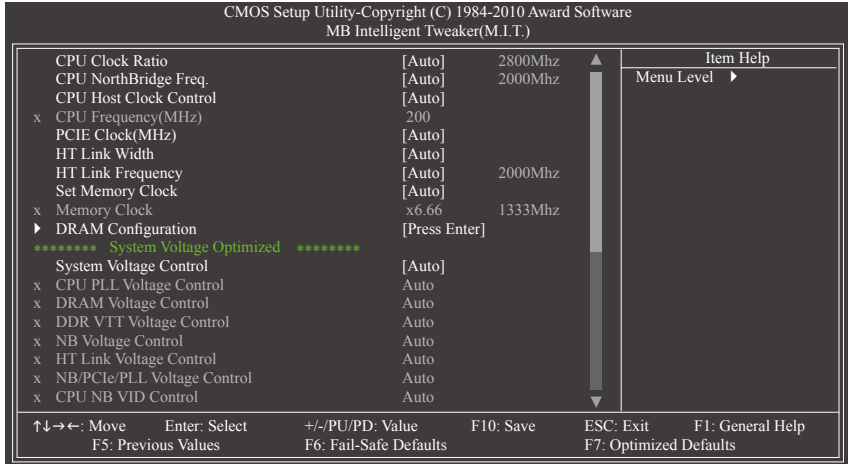 CMOS Setup Utility-Copyright (C) 1984-2010 Award Software
MB Intelligent Tweaker(M.I.T.)
CPU Clock Ratio [Auto] 2800Mhz
CPU NorthBridge Freq. [Auto] 2000Mhz
CPU Host Clock Control [Auto]
x CPU Frequency(MHz) 200
PCIE Clock(MHz) [Auto]
HT Link Width [Auto]
HT Link Frequency [Auto] 2000Mhz
Set Memory Clock [Auto]
x Memory Clock x6.66 1333Mhz
DRAM Configuration [Press Enter]
******** System Voltage Optimized ********
System Voltage Control [Auto]
x CPU PLL Voltage Control Auto
x DRAM Voltage Control Auto
x DDR VTT Voltage Control Auto
x NB Voltage Control Auto
x HT Link Voltage Control Auto
x NB/PCIe/PLL Voltage Control Auto
x CPU NB VID Control Auto
Item Help
Menu Level
↑↓→←: Move Enter: Select +/-/PU/PD: Value F10: Save ESC: Exit F1: General Help
F5: Previous Values F6: Fail-Safe Defaults F7: Optimized Defaults